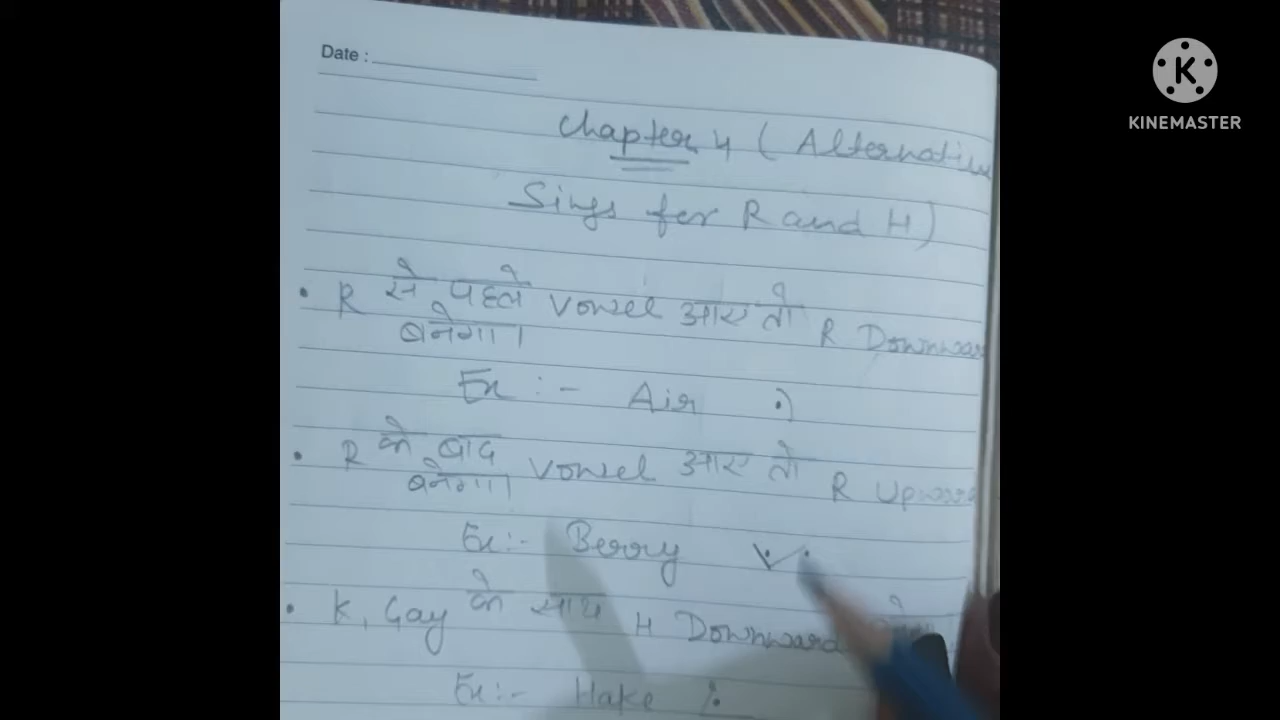 Date :
KINEMASTER
Chapter 4 ( Alternative
Sings for R and H)
• R से पहले vowel आए तो R Downward
बनेगा।
Ex :- Air
• R के बाद vowel आए तो R Upward
बनेगा।
Ex :- Berry
• K, Gay के साथ H Downward
Ex :- Hake